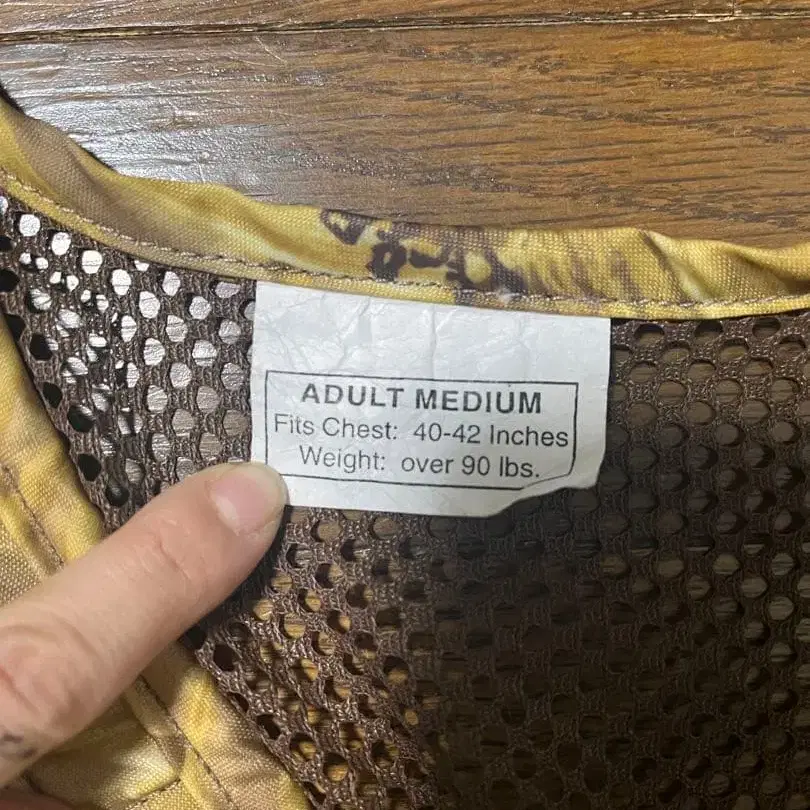 ADULT MEDIUM
Fits Chest: 40-42 Inches
Weight: over 90 lbs.